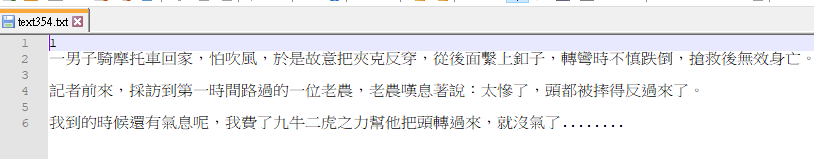 text354.txt
1 1
2 一男子騎摩托車回家，怕吹風，於是故意把夾克反穿，從後面繫上釦子，轉彎時不慎跌倒，搶救後無效身亡。
3
4 記者前來，採訪到第一時間路過的一位老農，老農嘆息著說：太慘了，頭都被摔得反過來了。
5
6 我到的時候還有氣息呢，我費了九牛二虎之力幫他把頭轉過來，就沒氣了........